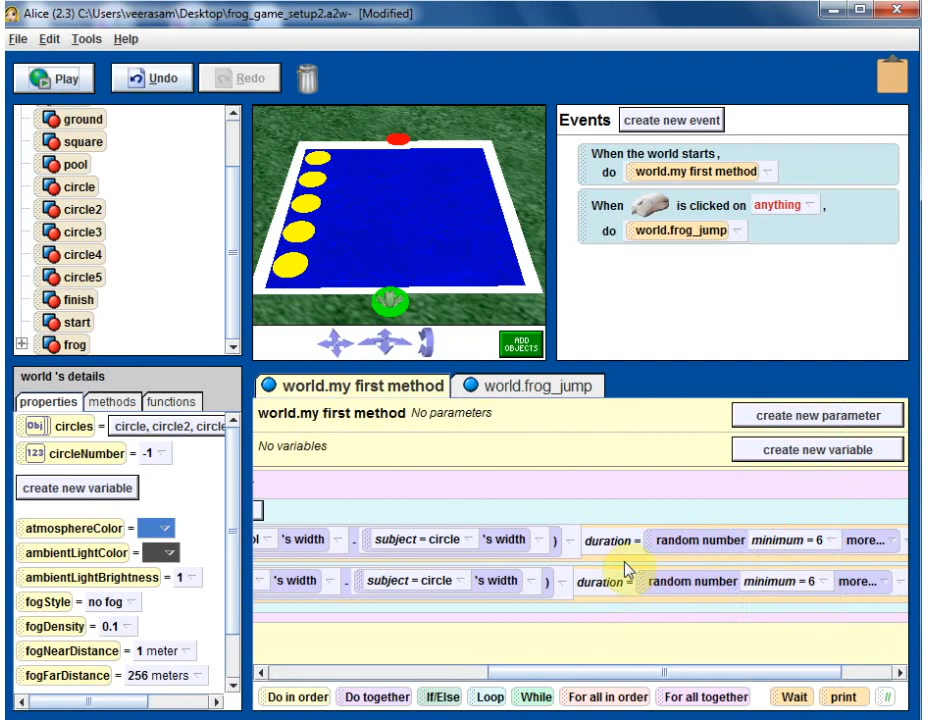 Alice (2.3) C:\Users\veerasam\Desktop\frog_game_setup2.a2w- [Modified]
File Edit Tools Help
Play Undo Redo
ground
square
pool
circle
circle2
circle3
circle4
circle5
finish
start
frog
ADD
OBJECTS
Events create new event
When the world starts,
do world.my first method
When is clicked on anything ,
do world.frog_jump
world 's details
properties methods functions
Obj circles = circle, circle2, circle
123 circleNumber = -1
create new variable
atmosphereColor =
ambientLightColor =
ambientLightBrightness = 1
fogStyle = no fog
fogDensity = 0.1
fogNearDistance = 1 meter
fogFarDistance = 256 meters
world.my first method world.frog_jump
world.my first method No parameters create new parameter
No variables create new variable
's width - subject = circle 's width ) duration = random number minimum = 6 more...
's width - subject = circle 's width ) duration = random number minimum = 6 more...
Do in order Do together If/Else Loop While For all in order For all together Wait print //